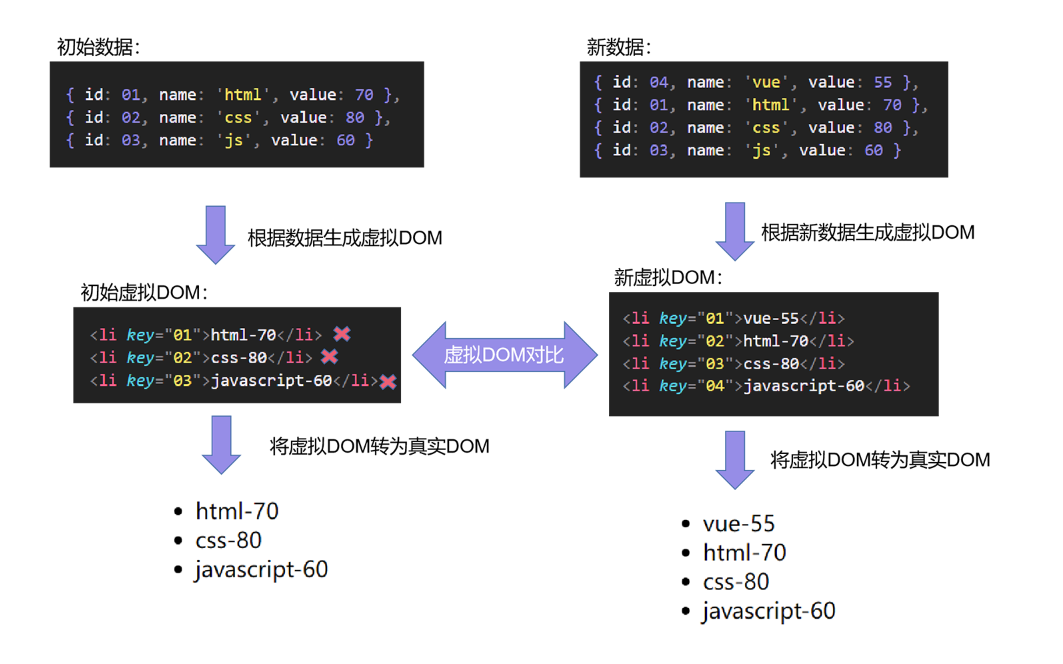 初始数据：
{ id: 01, name: 'html', value: 70 },
{ id: 02, name: 'css', value: 80 },
{ id: 03, name: 'js', value: 60 }
根据数据生成虚拟DOM
初始虚拟DOM：
<li key="01">html-70</li>
<li key="02">css-80</li>
<li key="03">javascript-60</li>
将虚拟DOM转为真实DOM
• html-70
• css-80
• javascript-60
虚拟DOM对比
新数据：
{ id: 04, name: 'vue', value: 55 },
{ id: 01, name: 'html', value: 70 },
{ id: 02, name: 'css', value: 80 },
{ id: 03, name: 'js', value: 60 }
根据新数据生成虚拟DOM
新虚拟DOM：
<li key="01">vue-55</li>
<li key="02">html-70</li>
<li key="03">css-80</li>
<li key="04">javascript-60</li>
将虚拟DOM转为真实DOM
• vue-55
• html-70
• css-80
• javascript-60